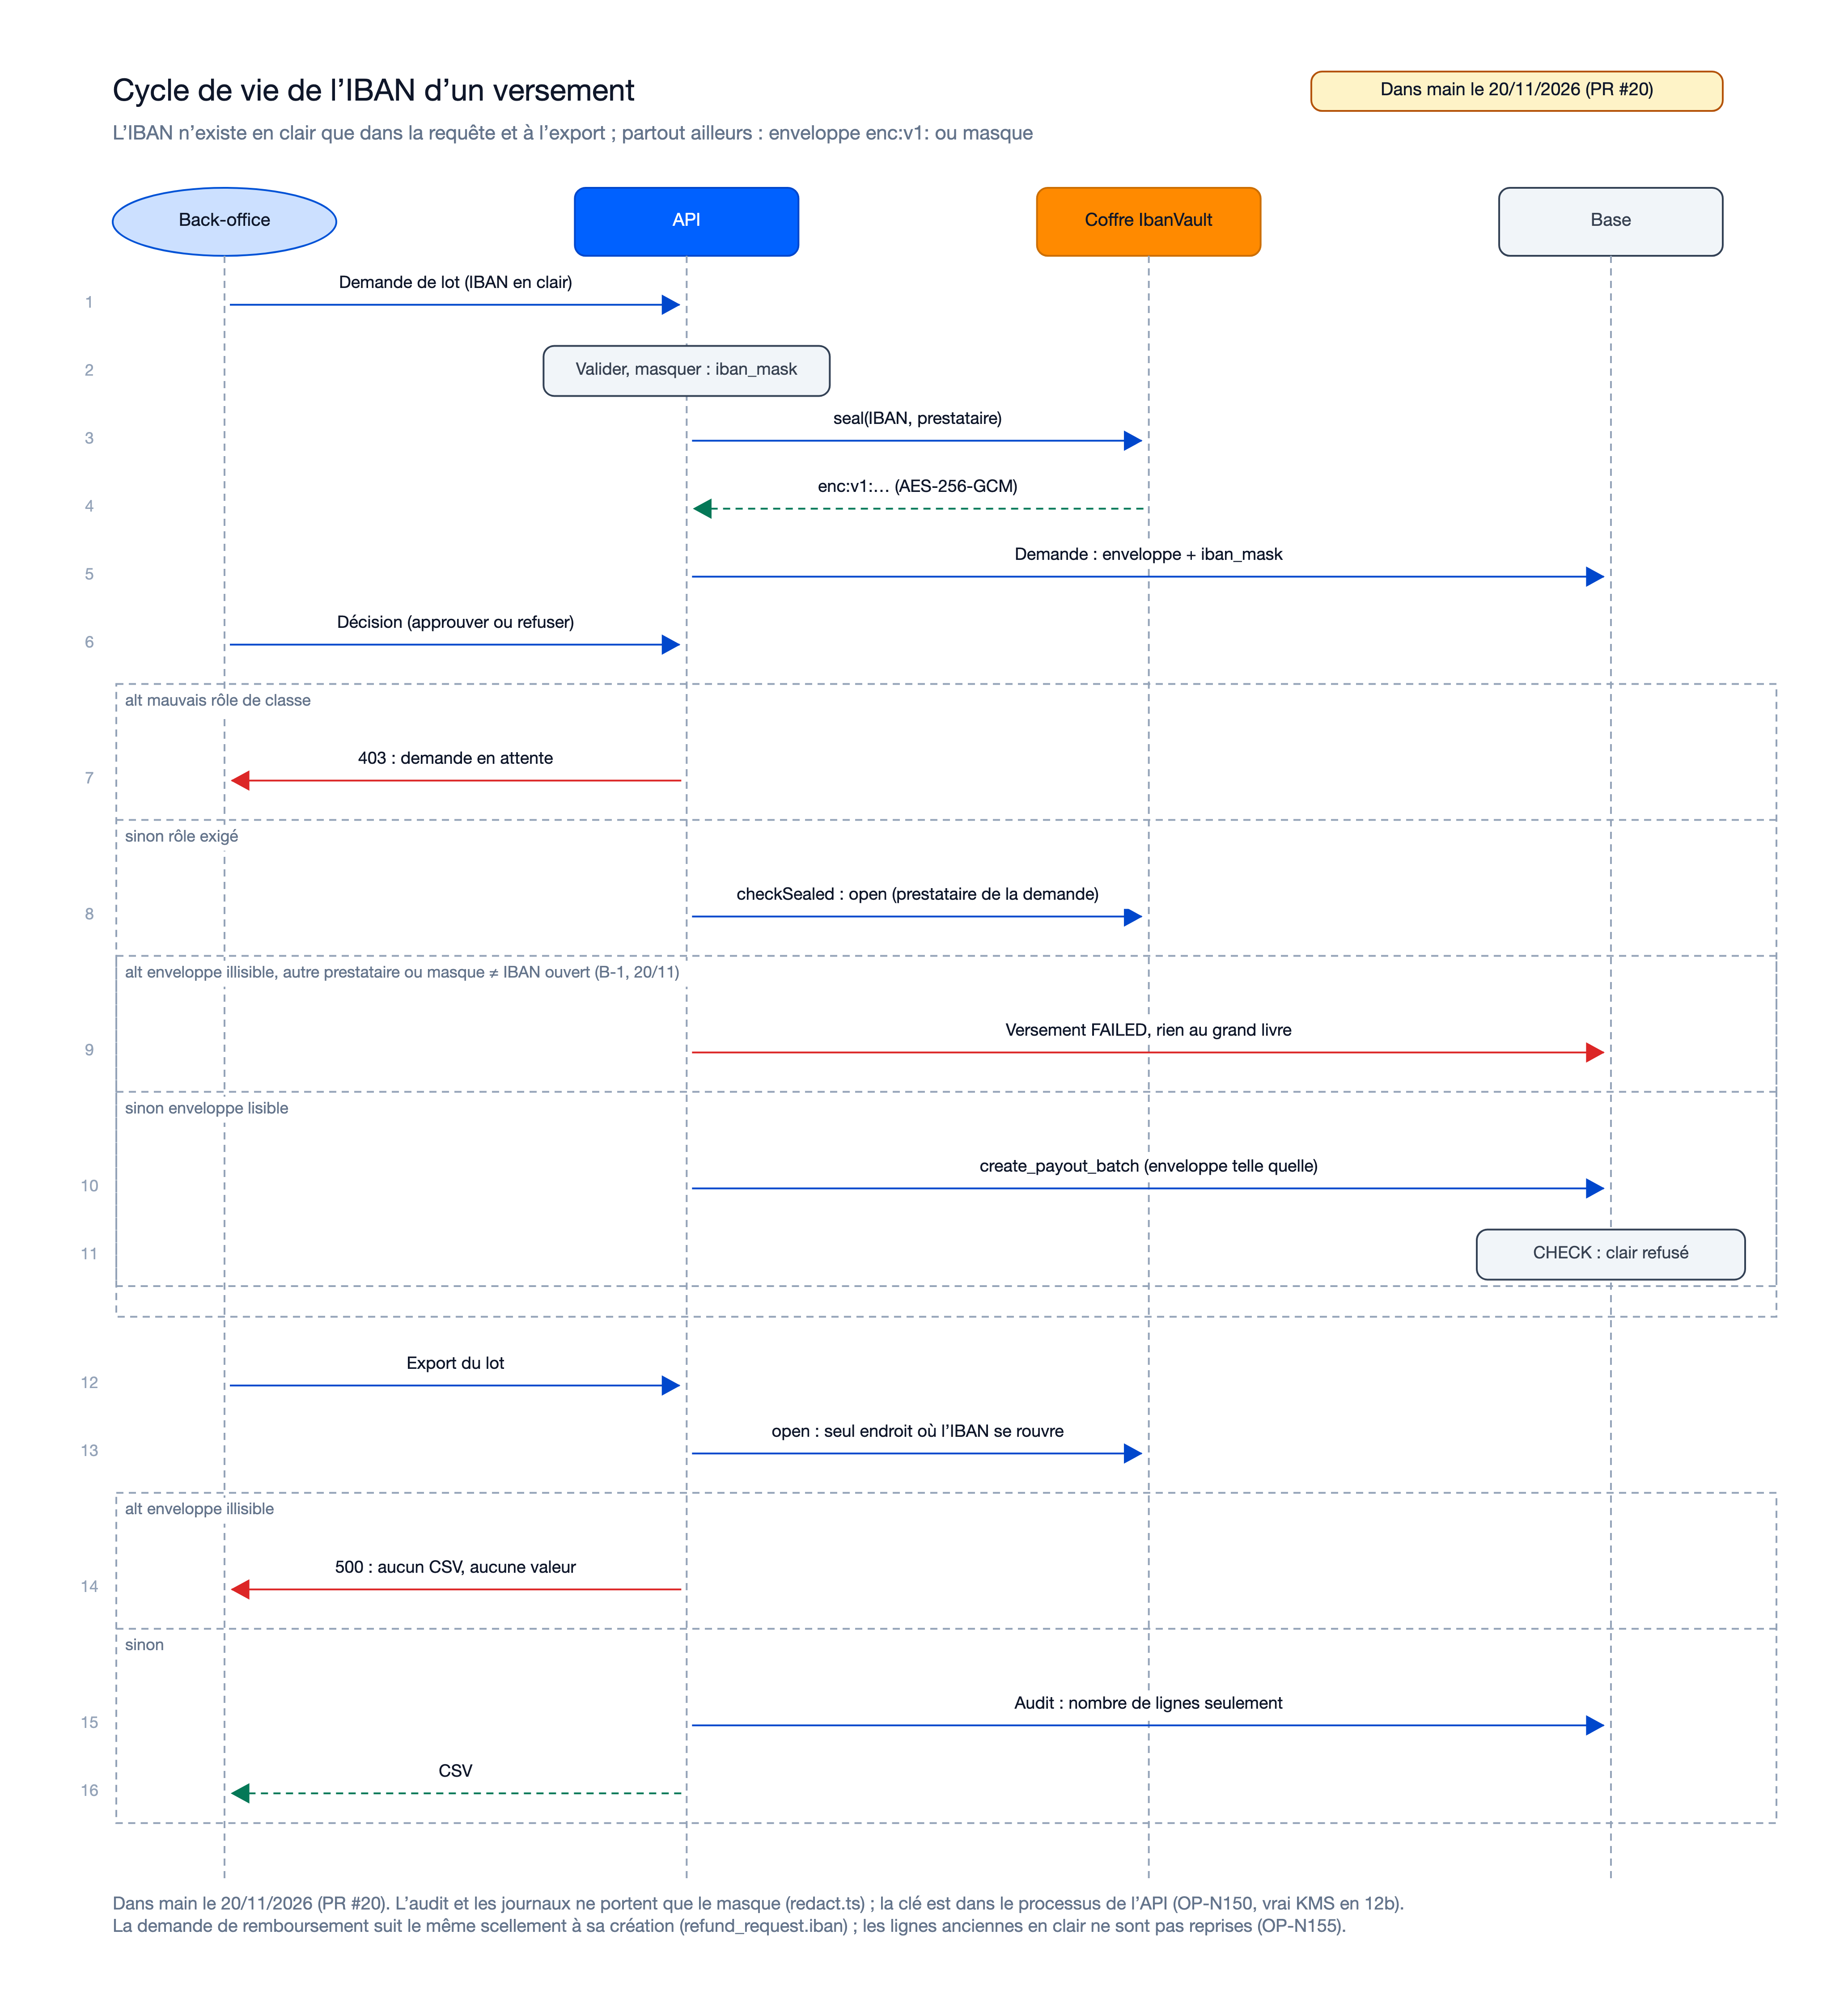 Cycle de vie de l’IBAN d’un versement
Dans main le 20/11/2026 (PR #20)
L’IBAN n’existe en clair que dans la requête et à l’export ; partout ailleurs : enveloppe enc:v1: ou masque
Back-office
API
Coffre IbanVault
Base
Demande de lot (IBAN en clair)
1
Valider, masquer : iban_mask
2
seal(IBAN, prestataire)
3
enc:v1:… (AES-256-GCM)
4
Demande : enveloppe + iban_mask
5
Décision (approuver ou refuser)
6
alt mauvais rôle de classe
403 : demande en attente
7
sinon rôle exigé
checkSealed : open (prestataire de la demande)
8
alt enveloppe illisible, autre prestataire ou masque ≠ IBAN ouvert (B-1, 20/11)
Versement FAILED, rien au grand livre
9
sinon enveloppe lisible
create_payout_batch (enveloppe telle quelle)
10
CHECK : clair refusé
11
Export du lot
12
open : seul endroit où l’IBAN se rouvre
13
alt enveloppe illisible
500 : aucun CSV, aucune valeur
14
sinon
Audit : nombre de lignes seulement
15
CSV
16
Dans main le 20/11/2026 (PR #20). L’audit et les journaux ne portent que le masque (redact.ts) ; la clé est dans le processus de l’API (OP-N150, vrai KMS en 12b).
La demande de remboursement suit le même scellement à sa création (refund_request.iban) ; les lignes anciennes en clair ne sont pas reprises (OP-N155).